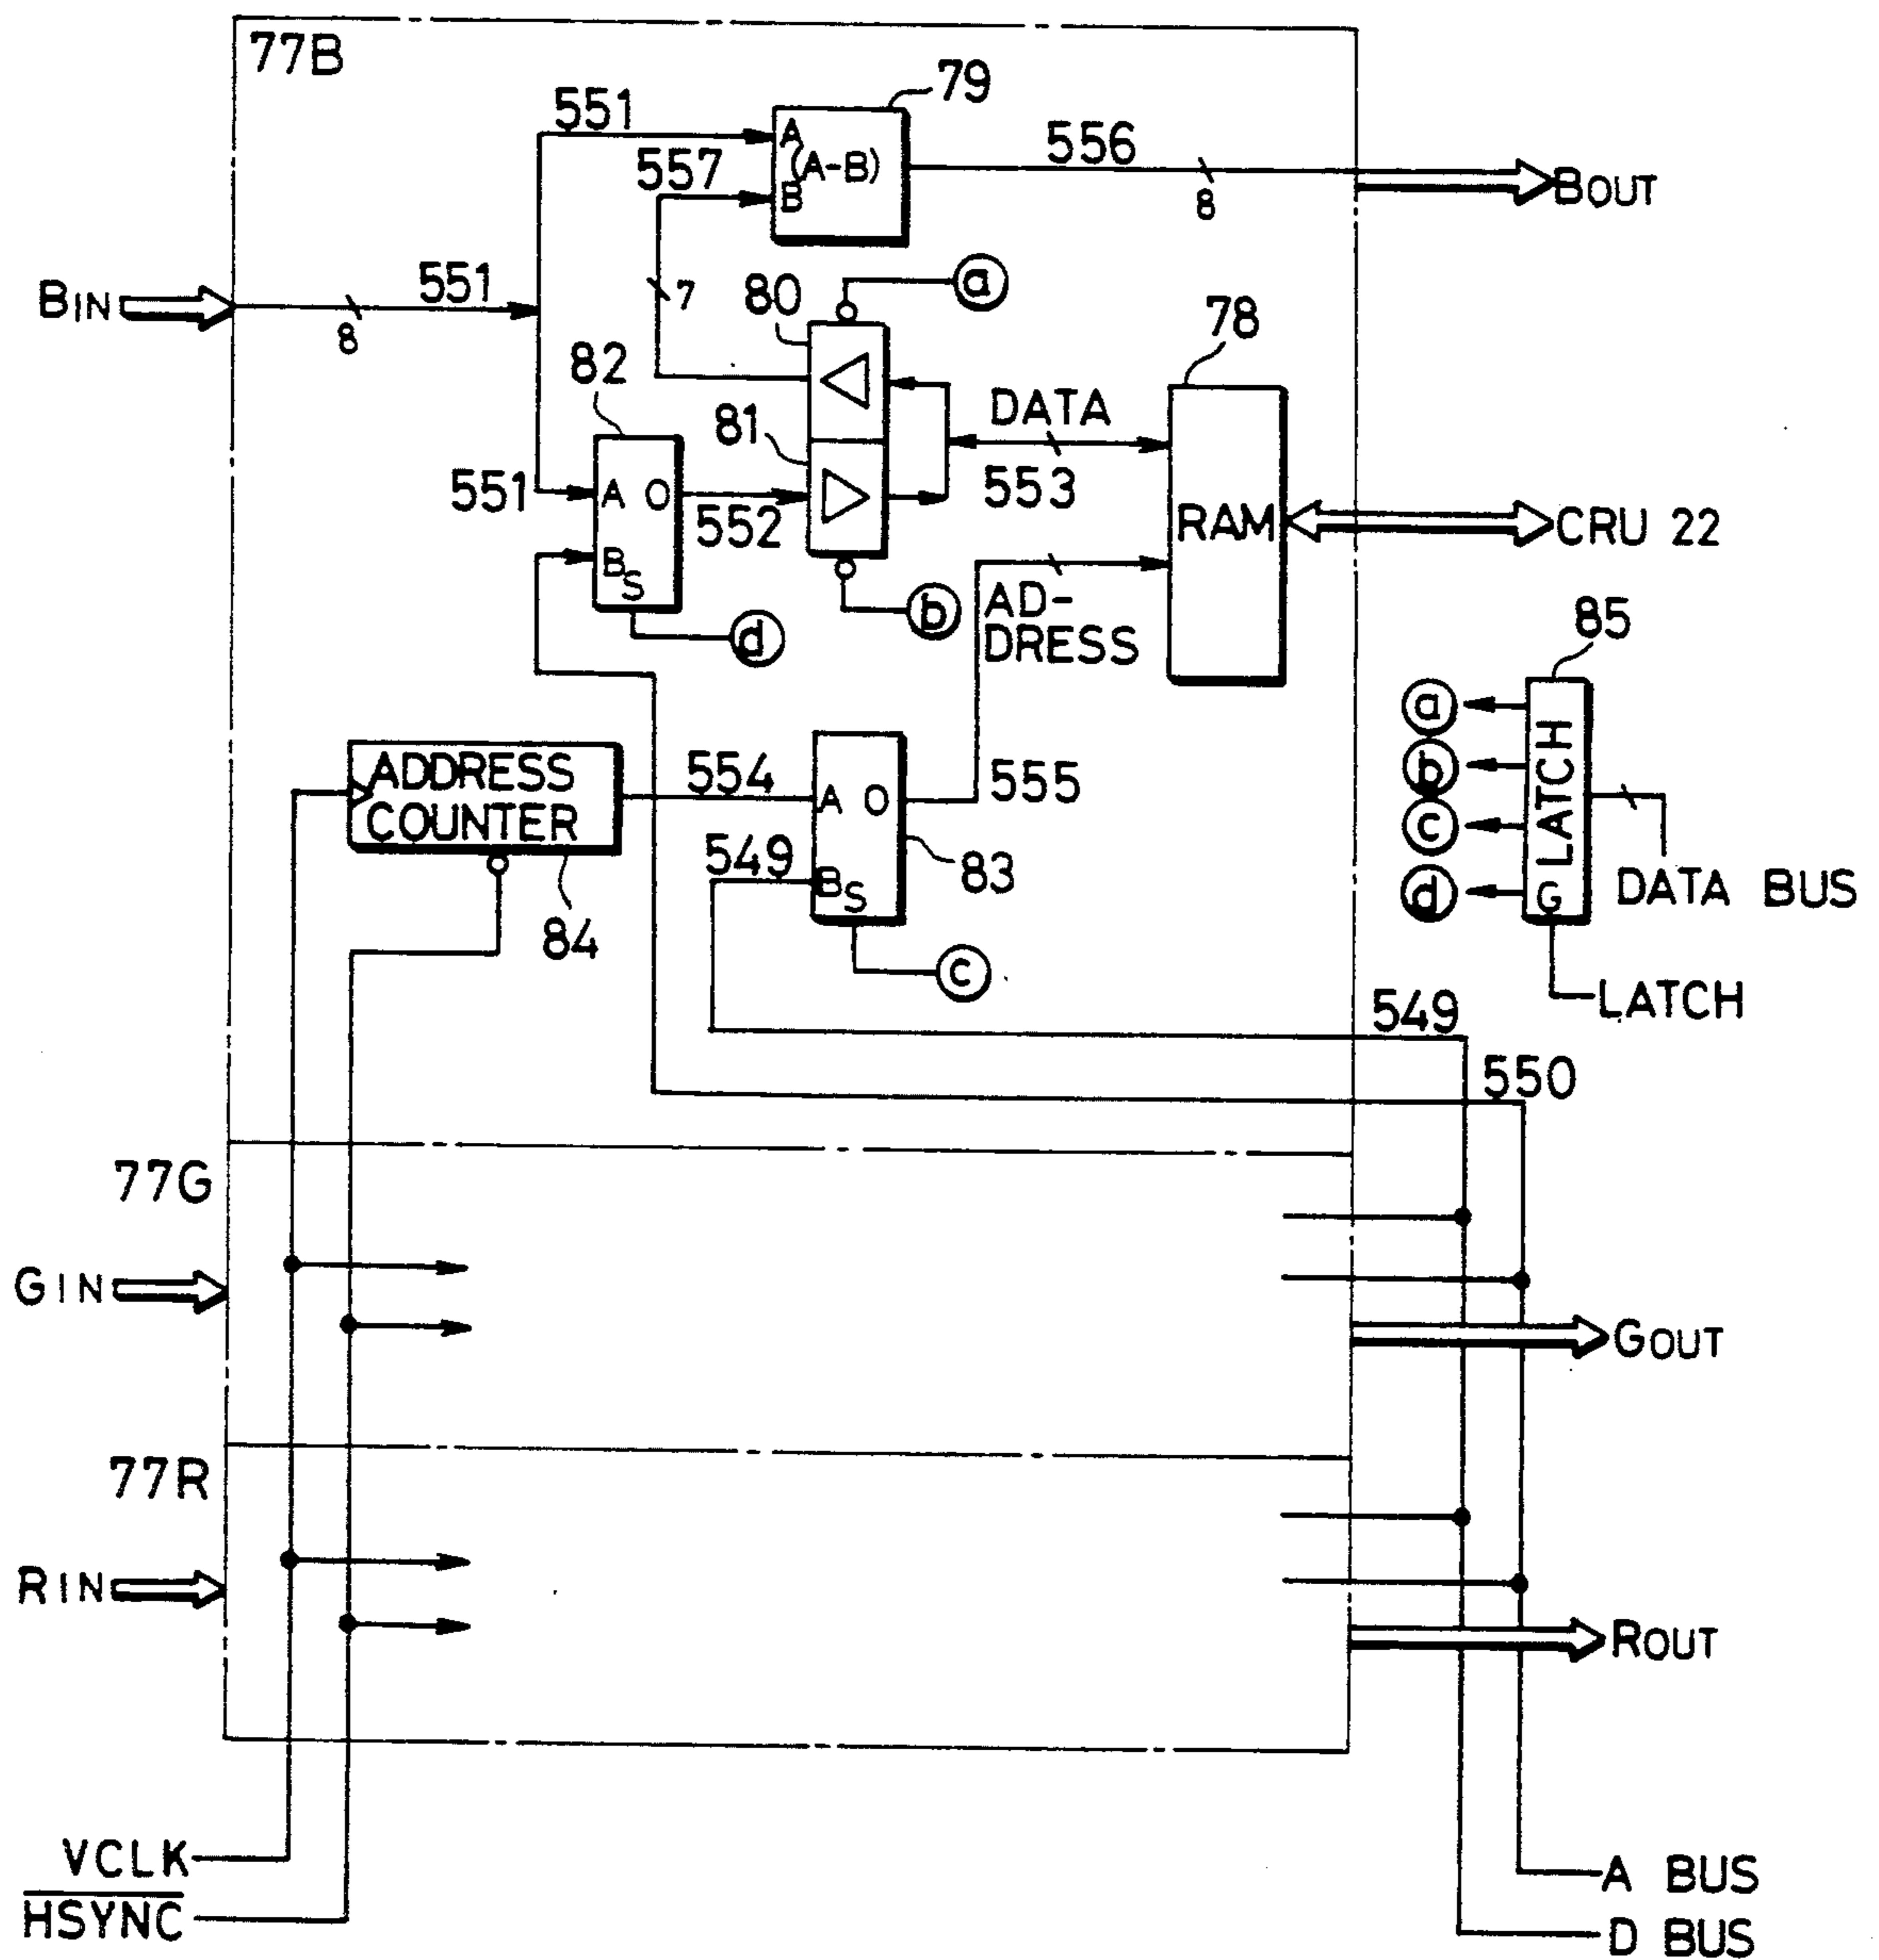 77B
79
551
A
(A-B)
B
557
556
8
BOUT
BIN
8
551
7
80
a
78
82
81
DATA
553
551
A O
B
S
552
RAM
CRU 22
b
d
AD-
DRESS
85
a
b
c
d
LATCH
G
DATA BUS
LATCH
ADDRESS
COUNTER
84
554
A O
B
S
555
549
83
c
549
550
77G
GIN
GOUT
77R
RIN
ROUT
VCLK
HSYNC
A BUS
D BUS